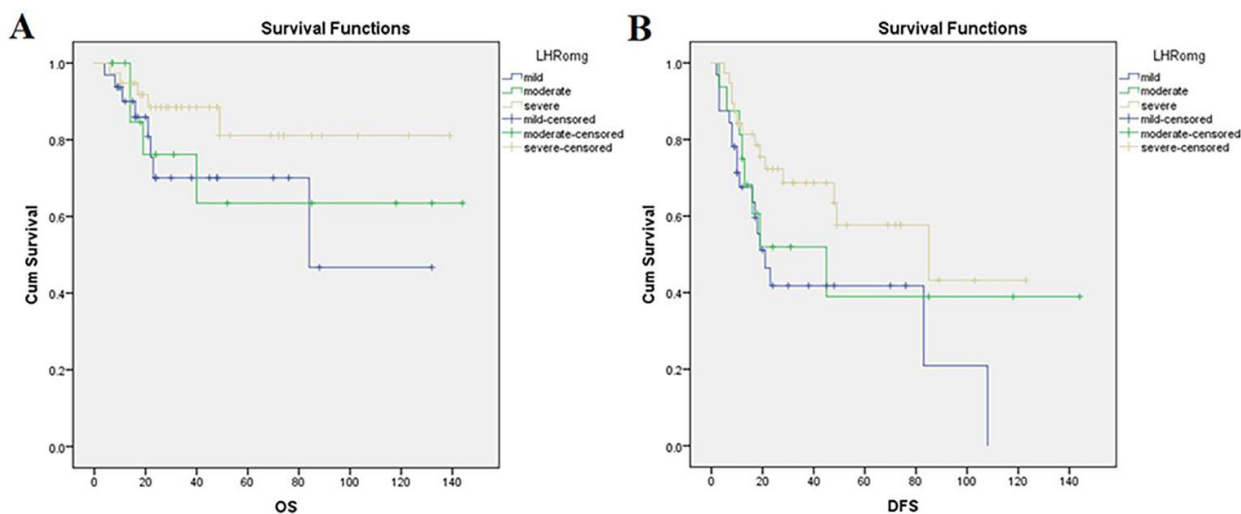 A
Survival Functions
Cum Survival
1.0
0.8
0.6
0.4
0.2
0.0
0 20 40 60 80 100 120 140
OS
LHRomg
mild
moderate
severe
mild-censored
moderate-censored
severe-censored
B
Survival Functions
Cum Survival
1.0
0.8
0.6
0.4
0.2
0.0
0 20 40 60 80 100 120 140
DFS
LHRomg
mild
moderate
severe
mild-censored
moderate-censored
severe-censored